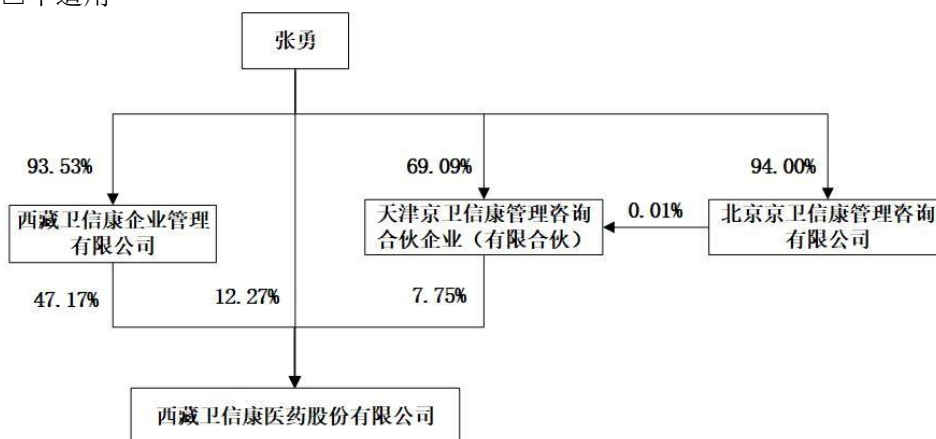 张勇
93.53%
69.09%
94.00%
西藏卫信康企业管理
有限公司
天津京卫信康管理咨询
合伙企业（有限合伙）
0.01%
北京京卫信康管理咨询
有限公司
47.17%
12.27%
7.75%
西藏卫信康医药股份有限公司